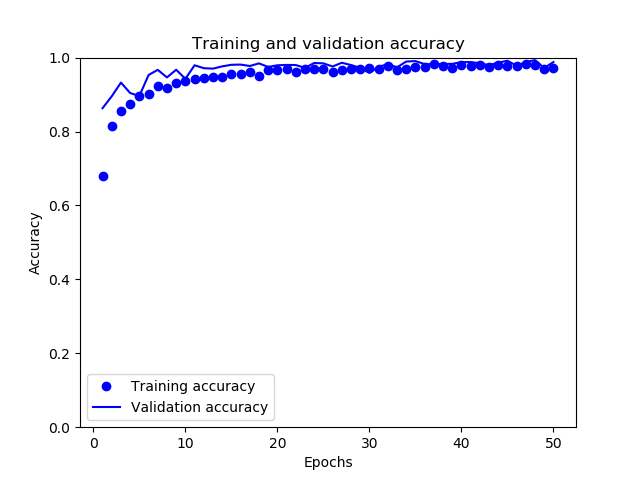 Training and validation accuracy
1.0
0.8
0.6
0.4
0.2
0.0
Accuracy
Training accuracy
Validation accuracy
0 10 20 30 40 50
Epochs